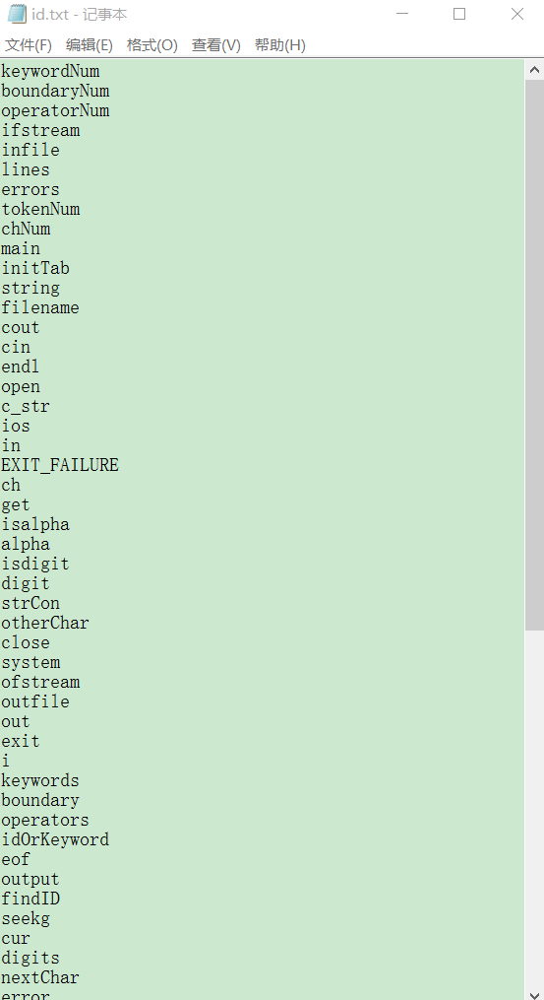 id.txt - 记事本
文件(F) 编辑(E) 格式(O) 查看(V) 帮助(H)
keywordNum
boundaryNum
operatorNum
ifstream
infile
lines
errors
tokenNum
chNum
main
initTab
string
filename
cout
cin
endl
open
c_str
ios
in
EXIT_FAILURE
ch
get
isalpha
alpha
isdigit
digit
strCon
otherChar
close
system
ofstream
outfile
out
exit
i
keywords
boundary
operators
idOrKeyword
eof
output
findID
seekg
cur
digits
nextChar
error